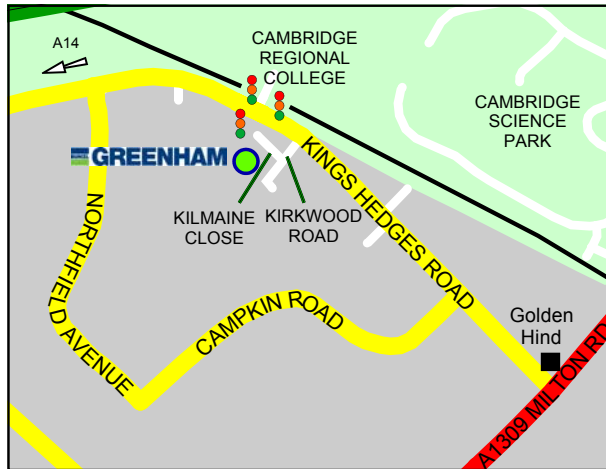 A14
CAMBRIDGE
REGIONAL
COLLEGE
CAMBRIDGE
SCIENCE
PARK
GREENHAM
KILMAINE
CLOSE
KIRKWOOD
ROAD
KINGS HEDGES ROAD
NORTHFIELD AVENUE
CAMPKIN ROAD
Golden
Hind
A1309 MILTON RD